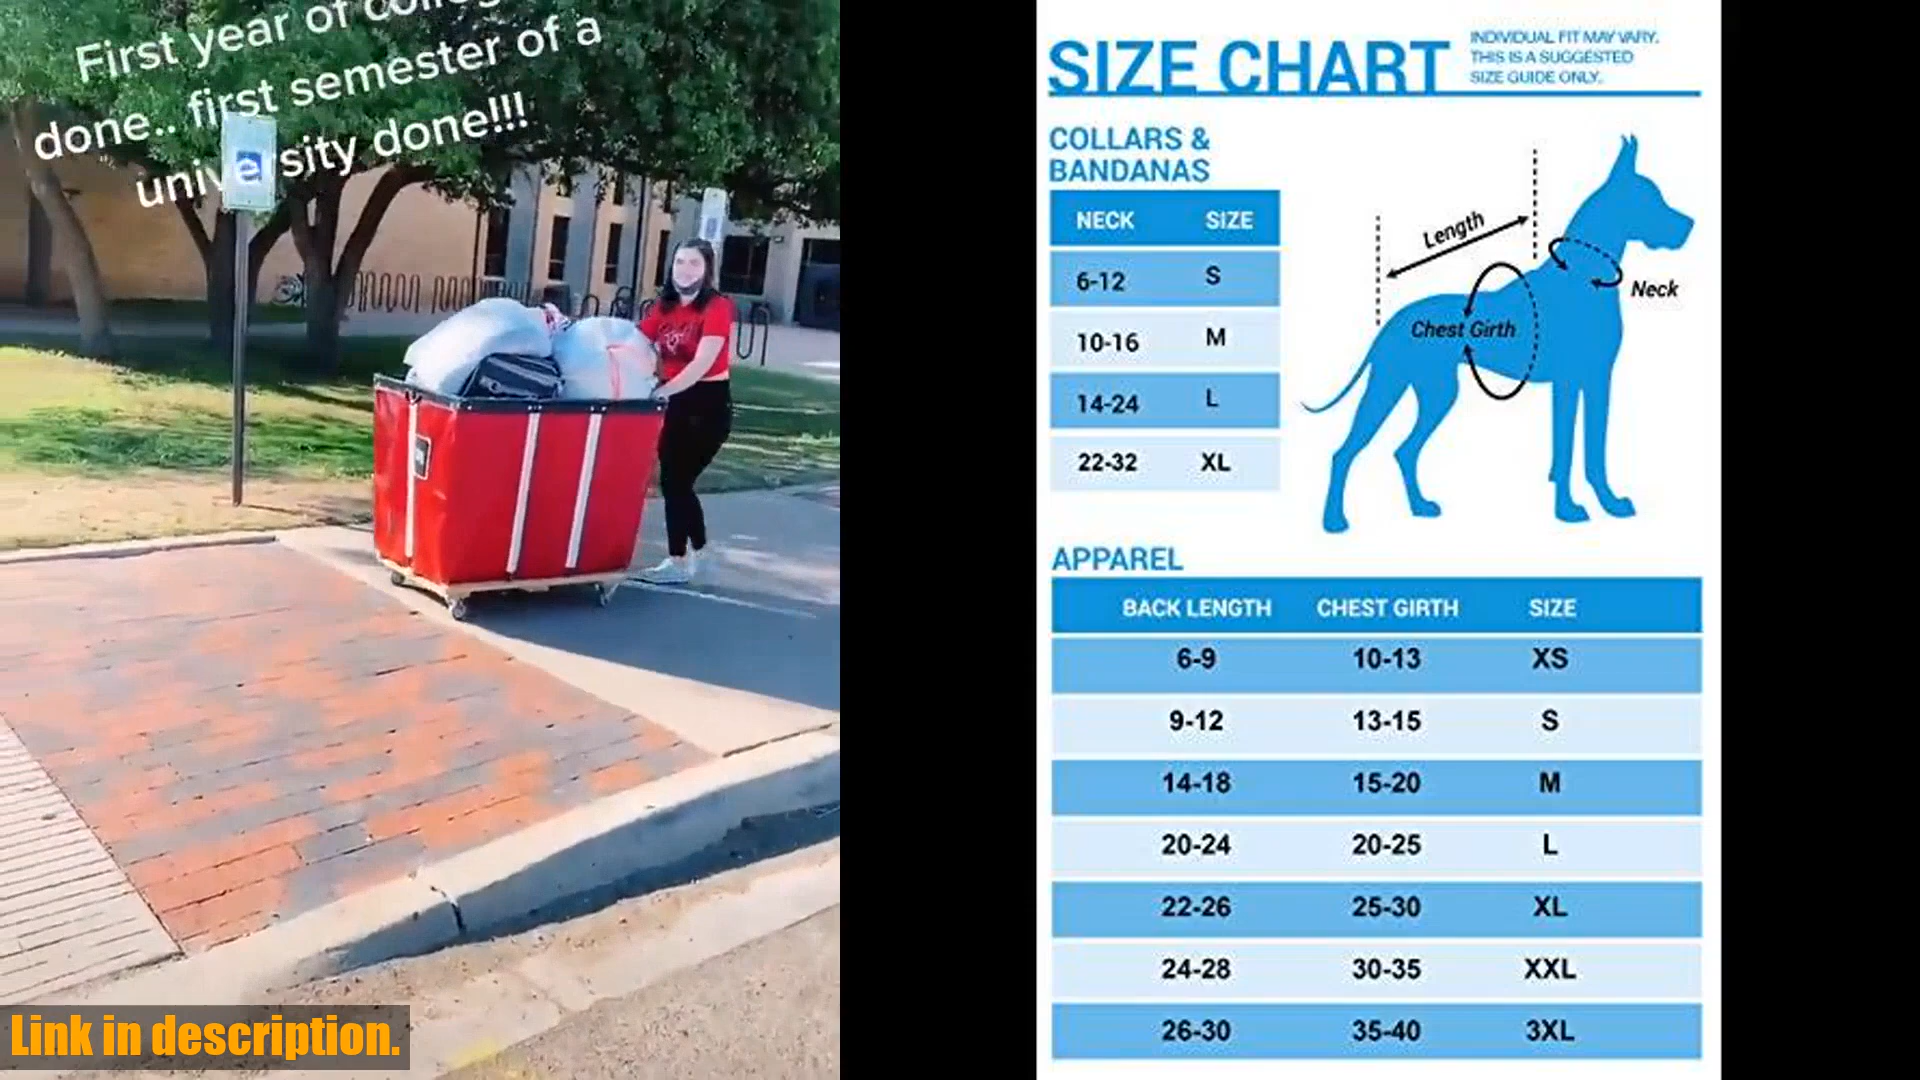 First year of college
done.. first semester of a
university done!!!
Link in description.
SIZE CHART
INDIVIDUAL FIT MAY VARY.
THIS IS A SUGGESTED
SIZE GUIDE ONLY.
COLLARS &
BANDANAS
NECK SIZE
6-12 S
10-16 M
14-24 L
22-32 XL
Length
Neck
Chest Girth
APPAREL
BACK LENGTH CHEST GIRTH SIZE
6-9 10-13 XS
9-12 13-15 S
14-18 15-20 M
20-24 20-25 L
22-26 25-30 XL
24-28 30-35 XXL
26-30 35-40 3XL